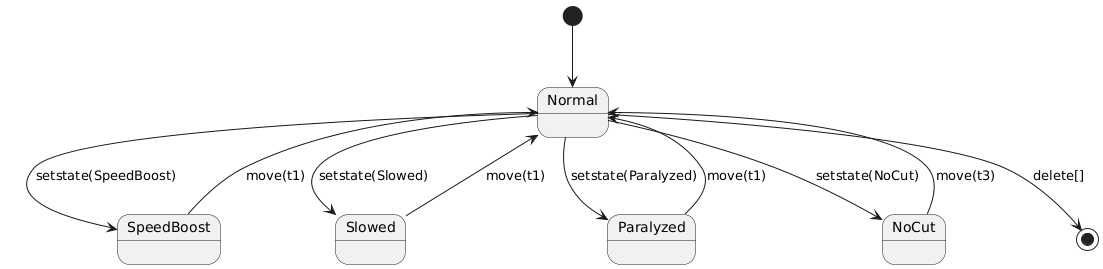 Normal
setstate(SpeedBoost)
move(t1)
setstate(Slowed)
move(t1)
setstate(Paralyzed)
move(t1)
setstate(NoCut)
move(t3)
delete[]
SpeedBoost
Slowed
Paralyzed
NoCut